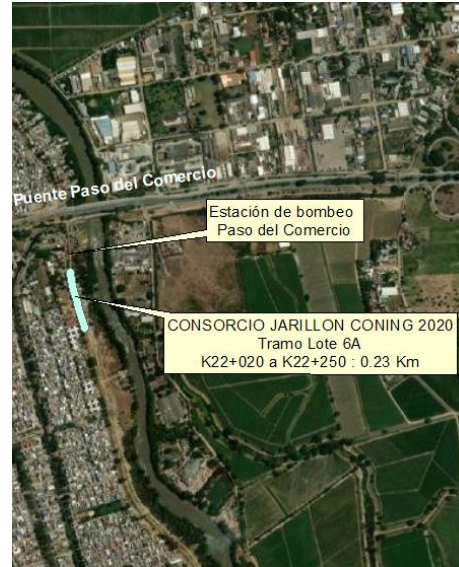 Puente Paso del Comercio
Estación de bombeo
Paso del Comercio
CONSORCIO JARILLON CONING 2020
Tramo Lote 6A
K22+020 a K22+250 : 0.23 Km